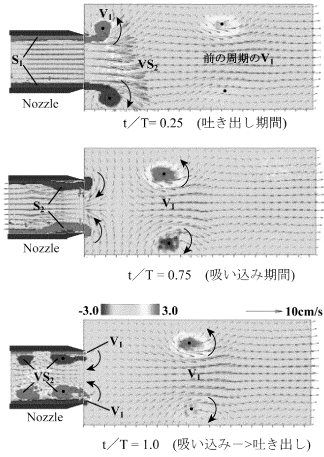 V₁
S₁
VS₂
前の周期のV₁
Nozzle
t／T= 0.25 (吐き出し期間)
S₂
V₁
Nozzle
t／T = 0.75 (吸い込み期間)
-3.0 3.0 10cm/s
V₁
VS₂
V₁
V₁
Nozzle
t／T = 1.0 (吸い込み－>吐き出し)